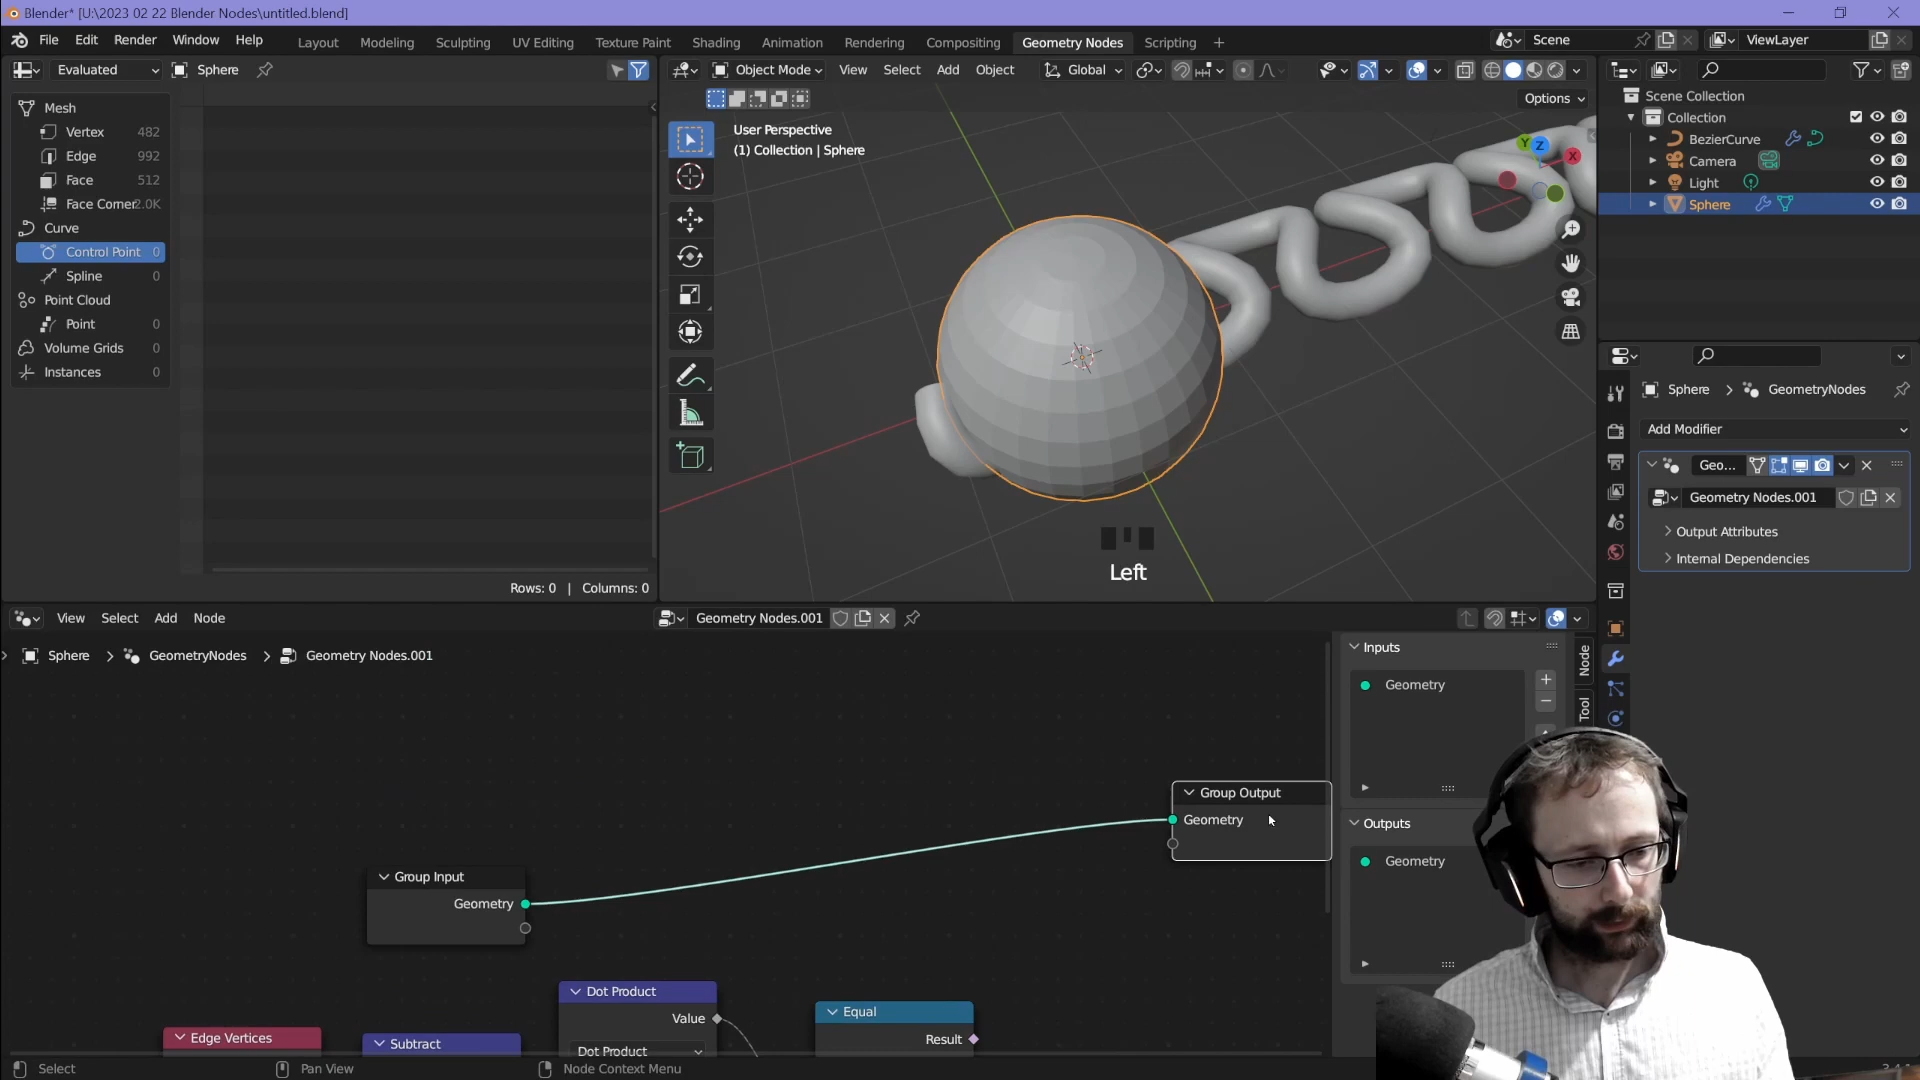 Blender* [U:\2023 02 22 Blender Nodes\untitled.blend]
File Edit Render Window Help Layout Modeling Sculpting UV Editing Texture Paint Shading Animation Rendering Compositing Geometry Nodes Scripting + Scene ViewLayer
Evaluated Sphere
Object Mode View Select Add Object Global
Options
Mesh
Vertex 482
Edge 992
Face 512
Face Corner 2.0K
Curve
Control Point 0
Spline 0
Point Cloud
Point 0
Volume Grids 0
Instances 0
Rows: 0 | Columns: 0
User Perspective
(1) Collection | Sphere
Y
Z
X
Left
Scene Collection
Collection
BezierCurve
Camera
Light
Sphere
Sphere > GeometryNodes
Add Modifier
Geo...
Geometry Nodes.001
Output Attributes
Internal Dependencies
View Select Add Node Geometry Nodes.001
Sphere > GeometryNodes > Geometry Nodes.001
Group Input
Geometry
Group Output
Geometry
Dot Product
Value
Dot Product
Equal
Result
Edge Vertices
Subtract
Inputs
Geometry
Outputs
Geometry
Node
Tool
Select Pan View Node Context Menu